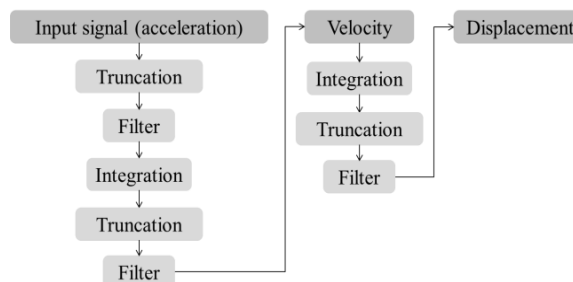 Input signal (acceleration)
Truncation
Filter
Integration
Truncation
Filter
Velocity
Integration
Truncation
Filter
Displacement